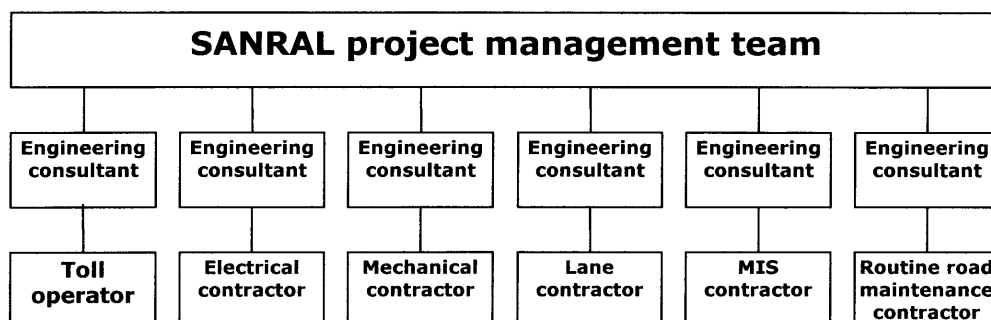 SANRAL project management team
Engineering
consultant
Engineering
consultant
Engineering
consultant
Engineering
consultant
Engineering
consultant
Engineering
consultant
Toll
operator
Electrical
contractor
Mechanical
contractor
Lane
contractor
MIS
contractor
Routine road
maintenance
contractor